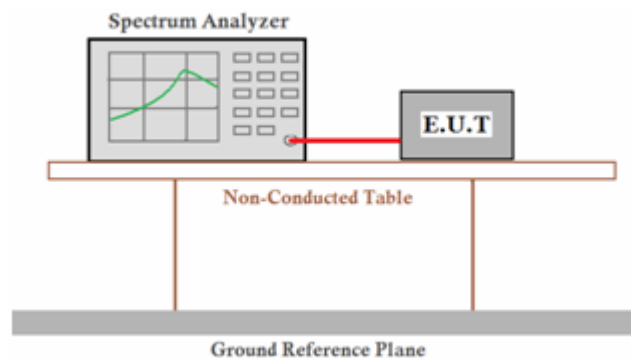 Spectrum Analyzer
E.U.T
Non-Conducted Table
Ground Reference Plane